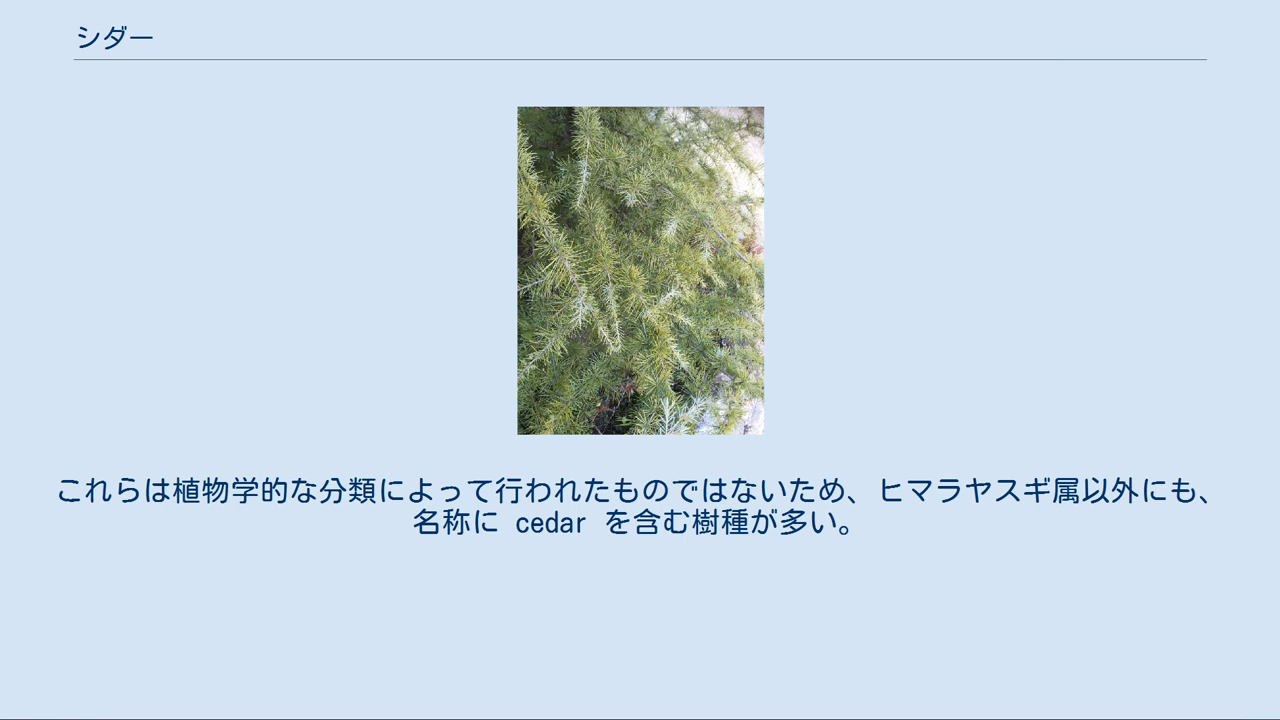 シダー
これらは植物学的な分類によって行われたものではないため、ヒマラヤスギ属以外にも、
名称に cedar を含む樹種が多い。